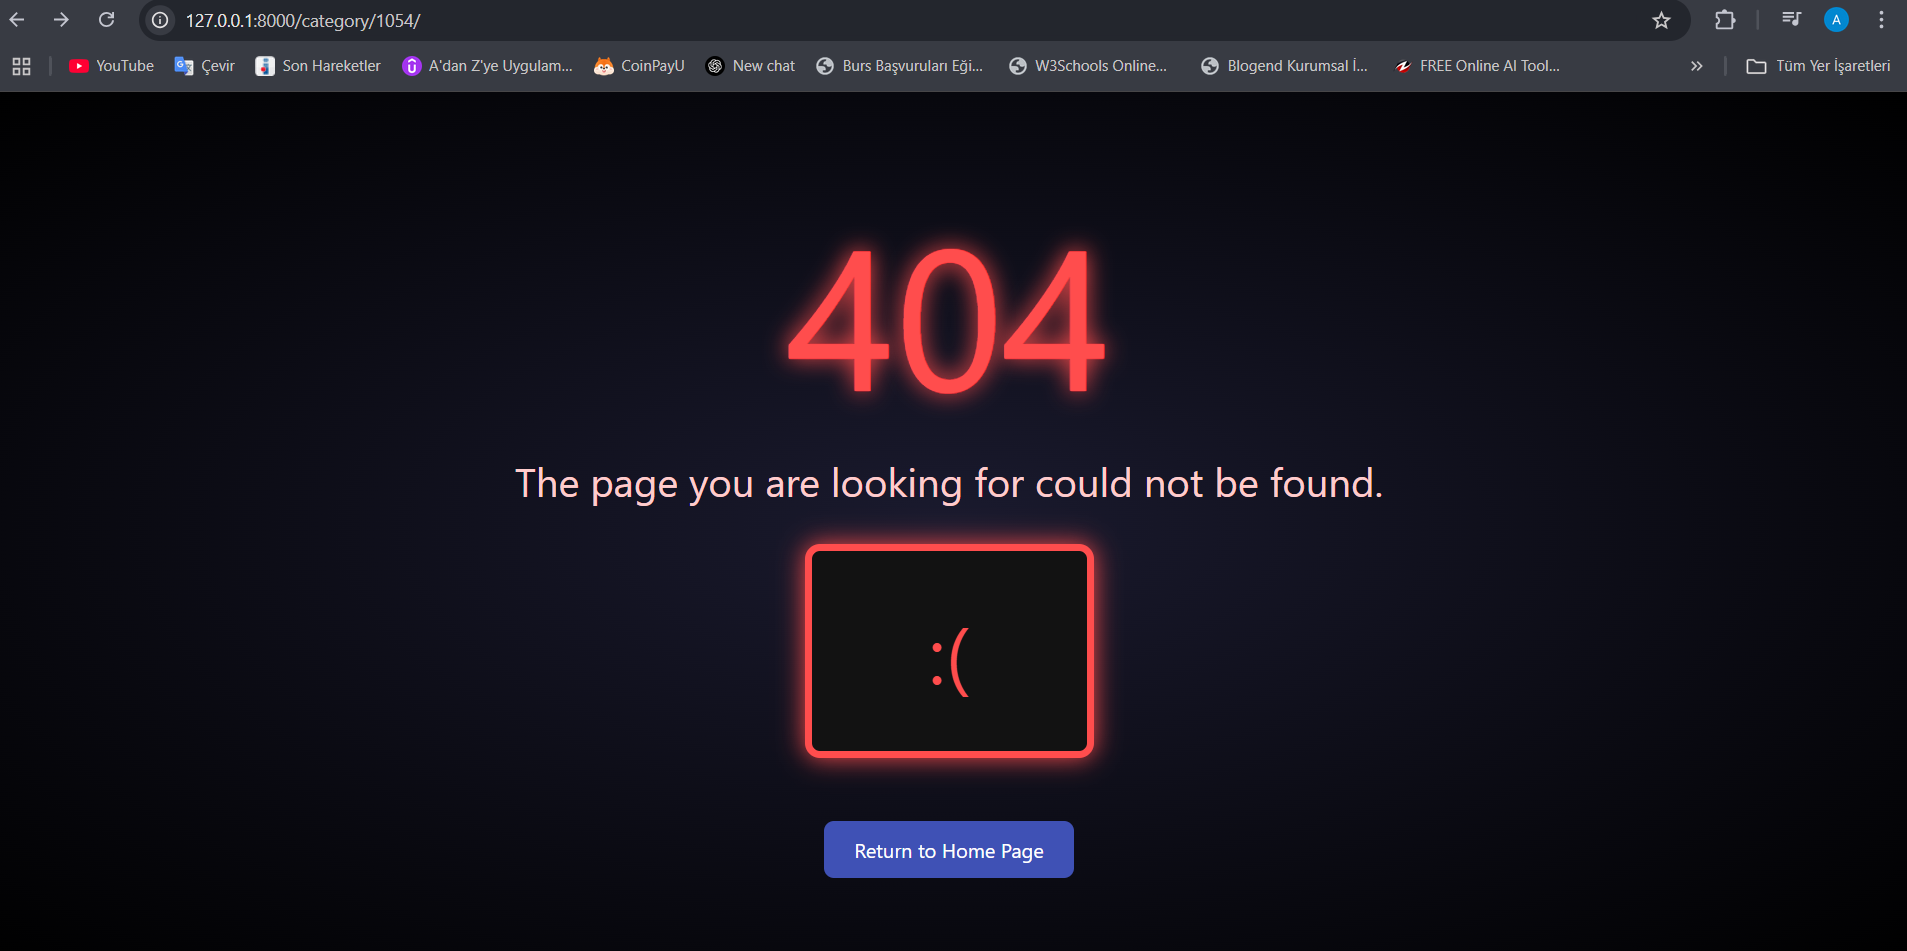 127.0.0.1:8000/category/1054/
A
YouTube Çevir Son Hareketler A'dan Z'ye Uygulam... CoinPayU New chat Burs Başvuruları Eği... W3Schools Online... Blogend Kurumsal İ... FREE Online AI Tool... » Tüm Yer İşaretleri
404
The page you are looking for could not be found.
:(
Return to Home Page